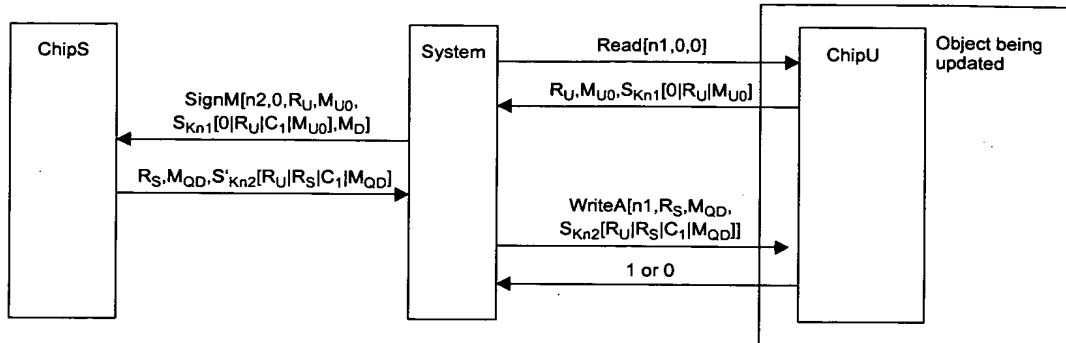 ChipS
System
ChipU
Object being
updated
Read[n1,0,0]
R_U,M_U0,S_Kn1[0|R_U|M_U0]
SignM[n2,0,R_U,M_U0,
S_Kn1[0|R_U|C_1|M_U0],M_D]
R_S,M_QD,S'_Kn2[R_U|R_S|C_1|M_QD]
WriteA[n1,R_S,M_QD,
S_Kn2[R_U|R_S|C_1|M_QD]]
1 or 0